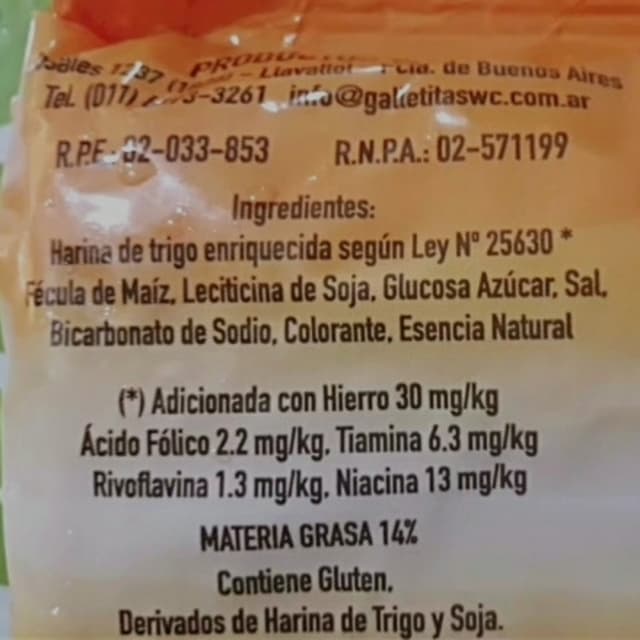 de Buenos Aires
Tel. (011) 3261 info@galletitaswc.com.ar
R.P.E.: 02-033-853 R.N.P.A.: 02-571199
Ingredientes:
Harina de trigo enriquecida según Ley Nº 25630 *
Fécula de Maíz, Leciticina de Soja, Glucosa Azúcar, Sal,
Bicarbonato de Sodio, Colorante, Esencia Natural
(*) Adicionada con Hierro 30 mg/kg
Ácido Fólico 2.2 mg/kg, Tiamina 6.3 mg/kg
Rivoflavina 1.3 mg/kg, Niacina 13 mg/kg
MATERIA GRASA 14%
Contiene Gluten.
Derivados de Harina de Trigo y Soja.